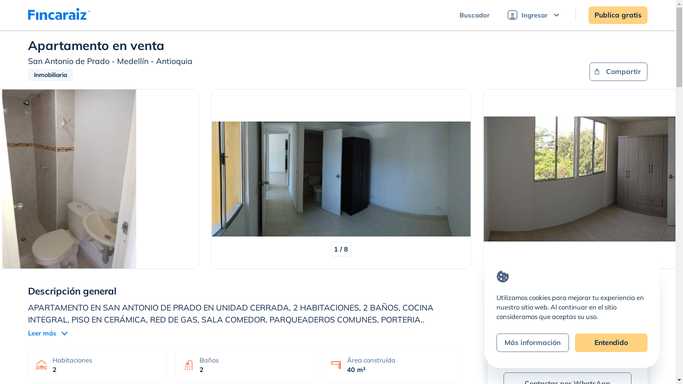 Fincaraiz
Buscador
Ingresar
Publica gratis
Apartamento en venta
San Antonio de Prado - Medellín - Antioquia
Inmobiliaria
Compartir
1 / 8
Descripción general
APARTAMENTO EN SAN ANTONIO DE PRADO EN UNIDAD CERRADA, 2 HABITACIONES, 2 BAÑOS, COCINA
INTEGRAL, PISO EN CERÁMICA, RED DE GAS, SALA COMEDOR. PARQUEADEROS COMUNES, PORTERIA..
Leer más
Habitaciones
2
Baños
2
Área construída
40 m²
Utilizamos cookies para mejorar tu experiencia en
nuestro sitio web. Al continuar en el sitio
consideramos que aceptas su uso.
Más información
Entendido
Contactar por WhatsApp